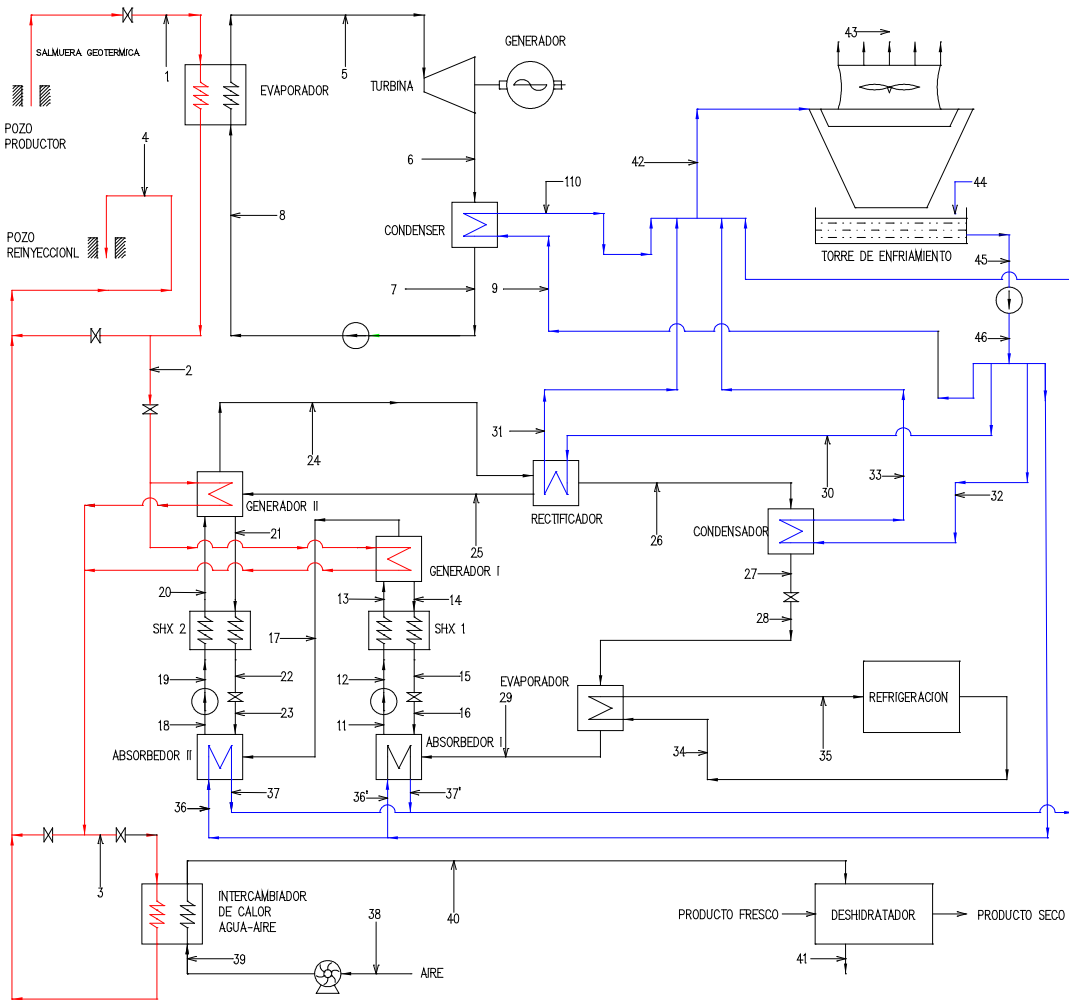 43
GENERADOR
SALMUERA GEOTERMICA
1
5
TURBINA
EVAPORADOR
POZO
PRODUCTOR
4
6
42
110
44
8
CONDENSER
POZO
REINYECCIONL
TORRE DE ENFRIAMIENTO
7
9
45
46
2
31
24
30
33
32
GENERADOR II
RECTIFICADOR
21
25
26
CONDENSADOR
GENERADOR I
27
20
13
14
28
SHX 2
17
SHX 1
19
22
12
15
EVAPORADOR
29
REFRIGERACION
18
23
11
16
ABSORBEDOR II
ABSORBEDOR I
34
35
36
37
36'
37'
3
40
INTERCAMBIADOR
DE CALOR
AGUA-AIRE
PRODUCTO FRESCO
DESHIDRATADOR
PRODUCTO SECO
38
39
AIRE
41